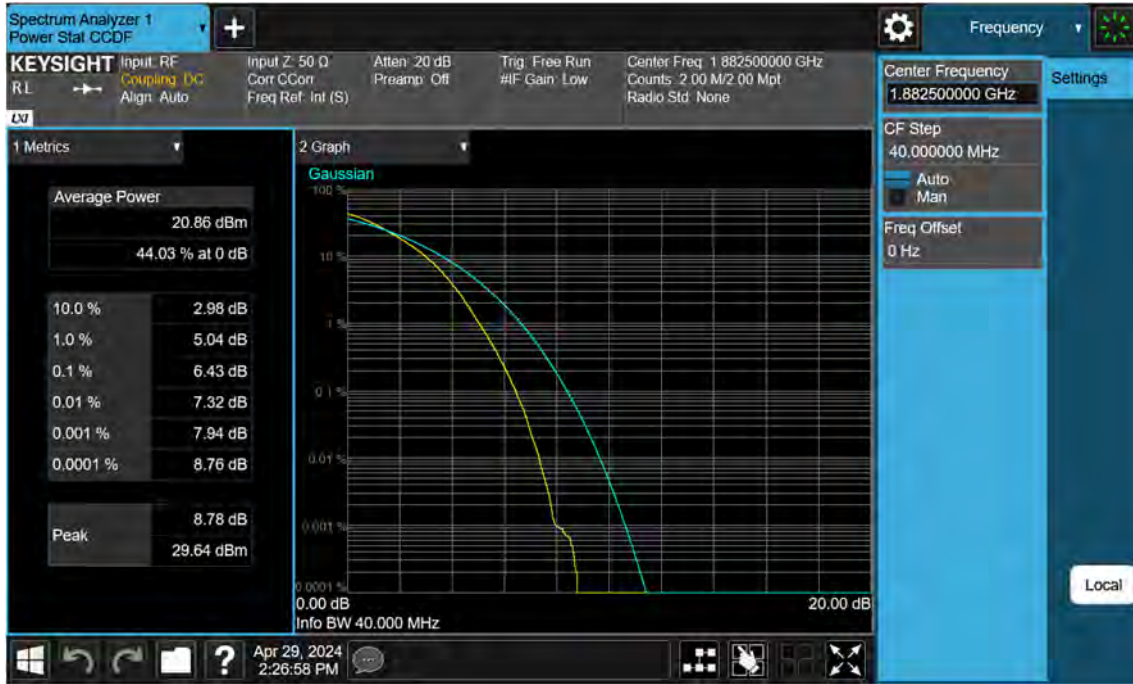 Spectrum Analyzer 1
Power Stat CCDF
+
Frequency
KEYSIGHT
Input: RF
Input Z: 50 Ω
Atten: 20 dB
Trig: Free Run
Center Freq: 1.882500000 GHz
R L
Coupling: DC
Corr CCorr
Preamp: Off
#IF Gain: Low
Counts: 2.00 M/2.00 Mpt
Align: Auto
Freq Ref: Int (S)
Radio Std: None
LXI
Center Frequency
1.882500000 GHz
Settings
CF Step
40.000000 MHz
Auto
Man
Freq Offset
0 Hz
1 Metrics
2 Graph
Average Power
20.86 dBm
44.03 % at 0 dB
10.0 % 2.98 dB
1.0 % 5.04 dB
0.1 % 6.43 dB
0.01 % 7.32 dB
0.001 % 7.94 dB
0.0001 % 8.76 dB
Peak
8.78 dB
29.64 dBm
Gaussian
100 %
10 %
1 %
0.1 %
0.01 %
0.001 %
0.0001 %
0.00 dB
20.00 dB
Info BW 40.000 MHz
Local
?
Apr 29, 2024
2:26:58 PM